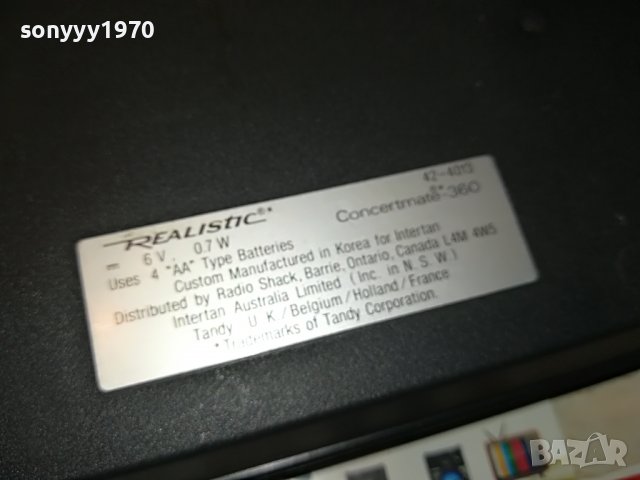 sonyyy1970
REALISTIC®*
42-4013
Concertmate®*-360
⎓ 6 V. 0.7 W
Uses 4 "AA" Type Batteries
Custom Manufactured in Korea for Intertan
Distributed by Radio Shack, Barrie, Ontario, Canada L4M 4W5
Intertan Australia Limited (Inc. in N.S.W.)
Tandy U.K./Belgium/Holland/France
*Trademarks of Tandy Corporation.
BAZAR